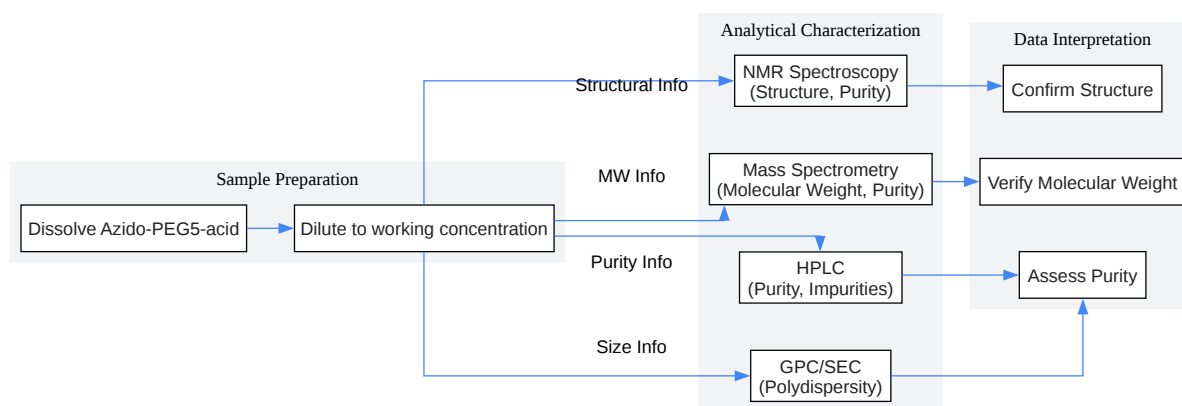 Analytical Characterization
Data Interpretation
Structural Info
NMR Spectroscopy
(Structure, Purity)
Confirm Structure
Sample Preparation
MW Info
Mass Spectrometry
(Molecular Weight, Purity)
Verify Molecular Weight
Dissolve Azido-PEG5-acid
Dilute to working concentration
Purity Info
HPLC
(Purity, Impurities)
Assess Purity
Size Info
GPC/SEC
(Polydispersity)